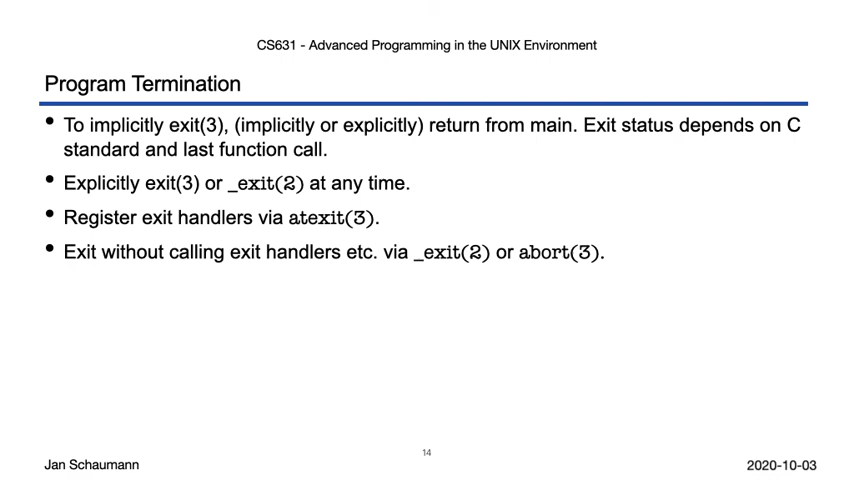 CS631 - Advanced Programming in the UNIX Environment
Program Termination
• To implicitly exit(3), (implicitly or explicitly) return from main. Exit status depends on C
standard and last function call.
• Explicitly exit(3) or _exit(2) at any time.
• Register exit handlers via atexit(3).
• Exit without calling exit handlers etc. via _exit(2) or abort(3).
14
Jan Schaumann
2020-10-03